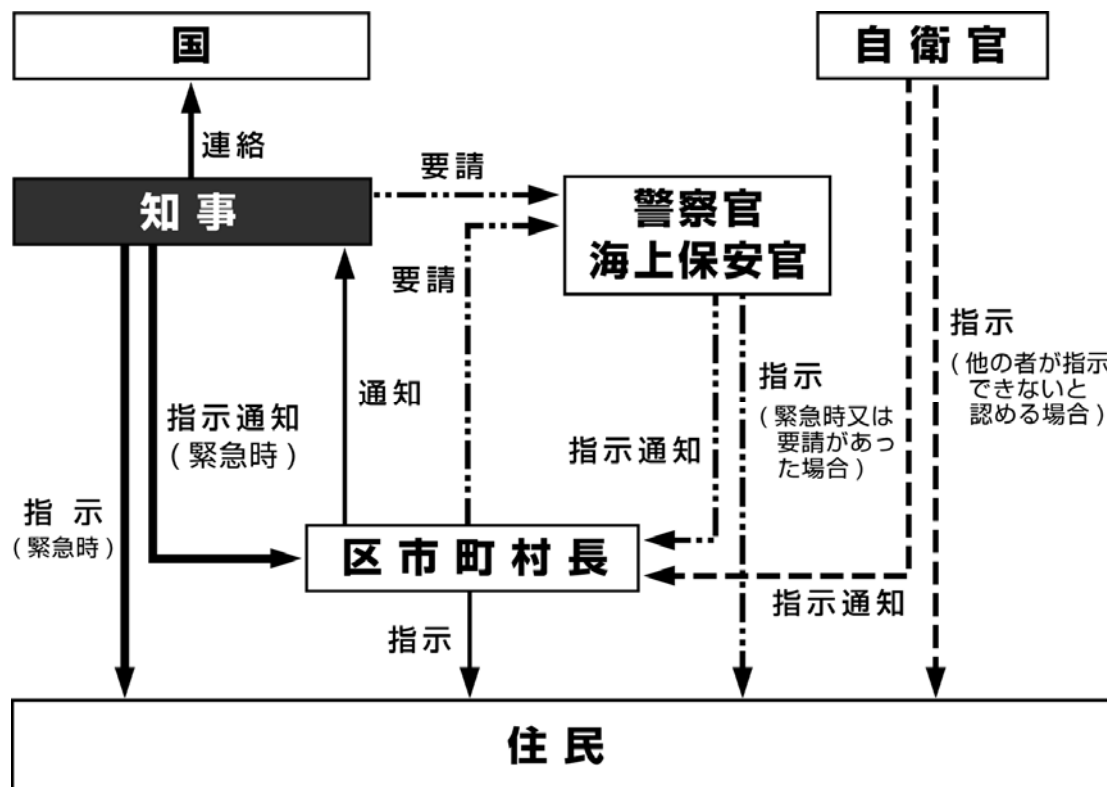 国
自衛官
連絡
知事
要請
警察官
海上保安官
要請
指示
(他の者が指示
できないと
認める場合)
通知
指示
(緊急時又は
要請があっ
た場合)
指示通知
(緊急時)
指示通知
指示
(緊急時)
区市町村長
指示通知
指示
住民